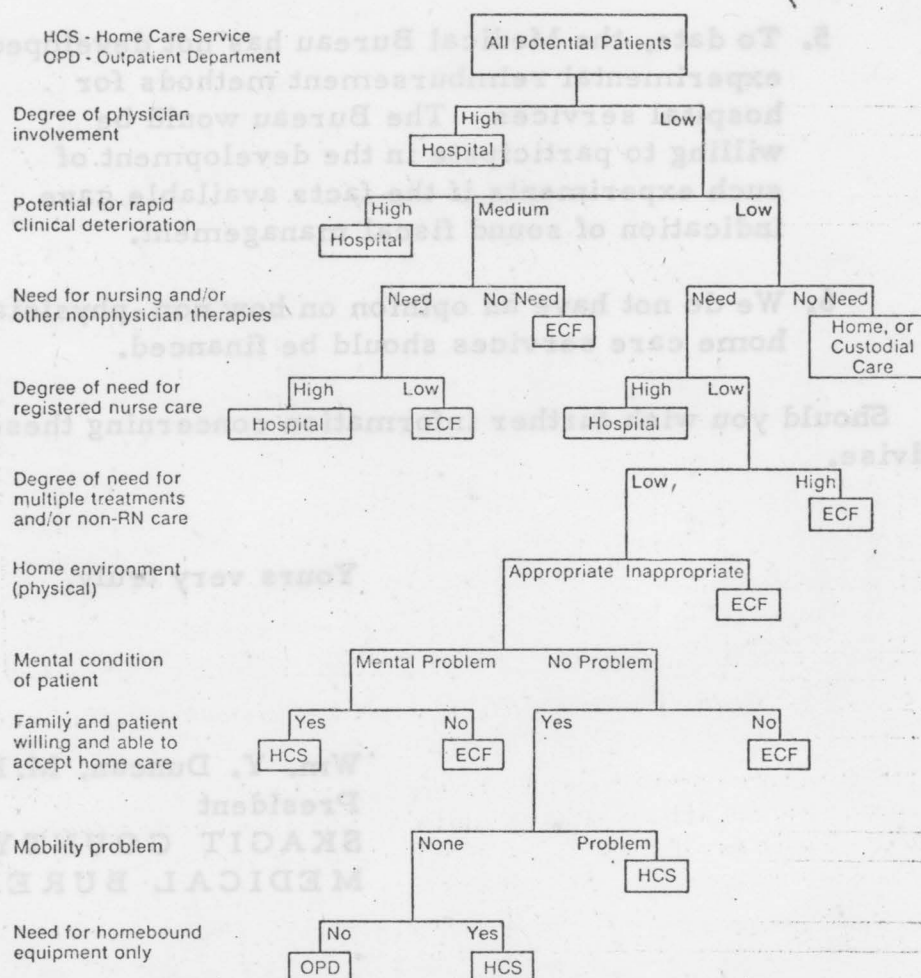 HCS - Home Care Service
OPD - Outpatient Department
All Potential Patients
Degree of physician
involvement
High
Low
Hospital
Potential for rapid
clinical deterioration
High
Medium
Low
Hospital
Need for nursing and/or
other non-physician therapies
Need
No Need
Need
No Need
ECF
Home, or
Custodial
Care
Degree of need for
registered nurse care
High
Low
High
Low
Hospital
ECF
Hospital
Degree of need for
multiple treatments
and/or non-RN care
Low,
High
ECF
Home environment
(physical)
Appropriate
Inappropriate
ECF
Mental condition
of patient
Mental Problem
No Problem
Family and patient
willing and able to
accept home care
Yes
No
Yes
No
HCS
ECF
ECF
Mobility problem
None
Problem
HCS
Need for homebound
equipment only
No
Yes
OPD
HCS
5. To date, the Medical Bureau has not developed
experimental reimbursement methods for
hospital services. The Bureau would be
willing to participate in the development of
such experiments if the facts available gave
indication of sound fiscal management.
We do not have an opinion on how
home care services should be financed.
Should you wish further information concerning these
Yours very truly,
Wm. Y. Duncan,
President
SKAGIT COUNTY
MEDICAL